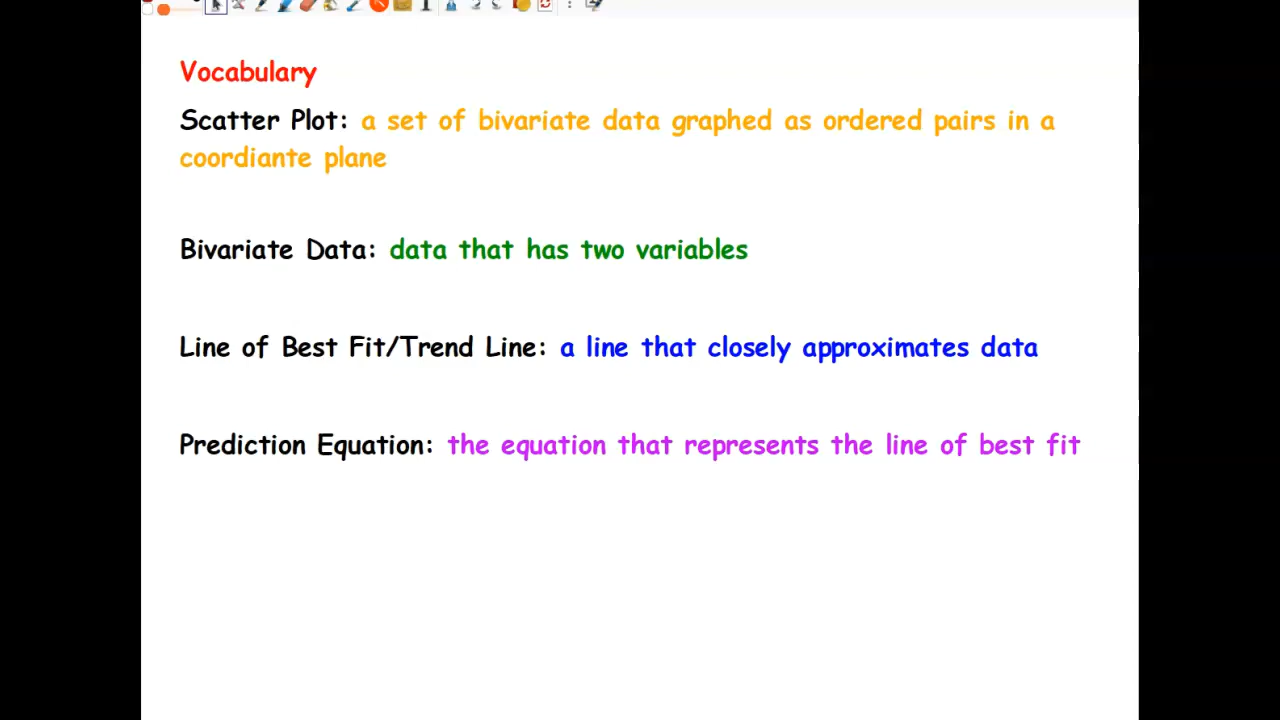 Vocabulary
Scatter Plot: a set of bivariate data graphed as ordered pairs in a
coordiante plane
Bivariate Data: data that has two variables
Line of Best Fit/Trend Line: a line that closely approximates data
Prediction Equation: the equation that represents the line of best fit